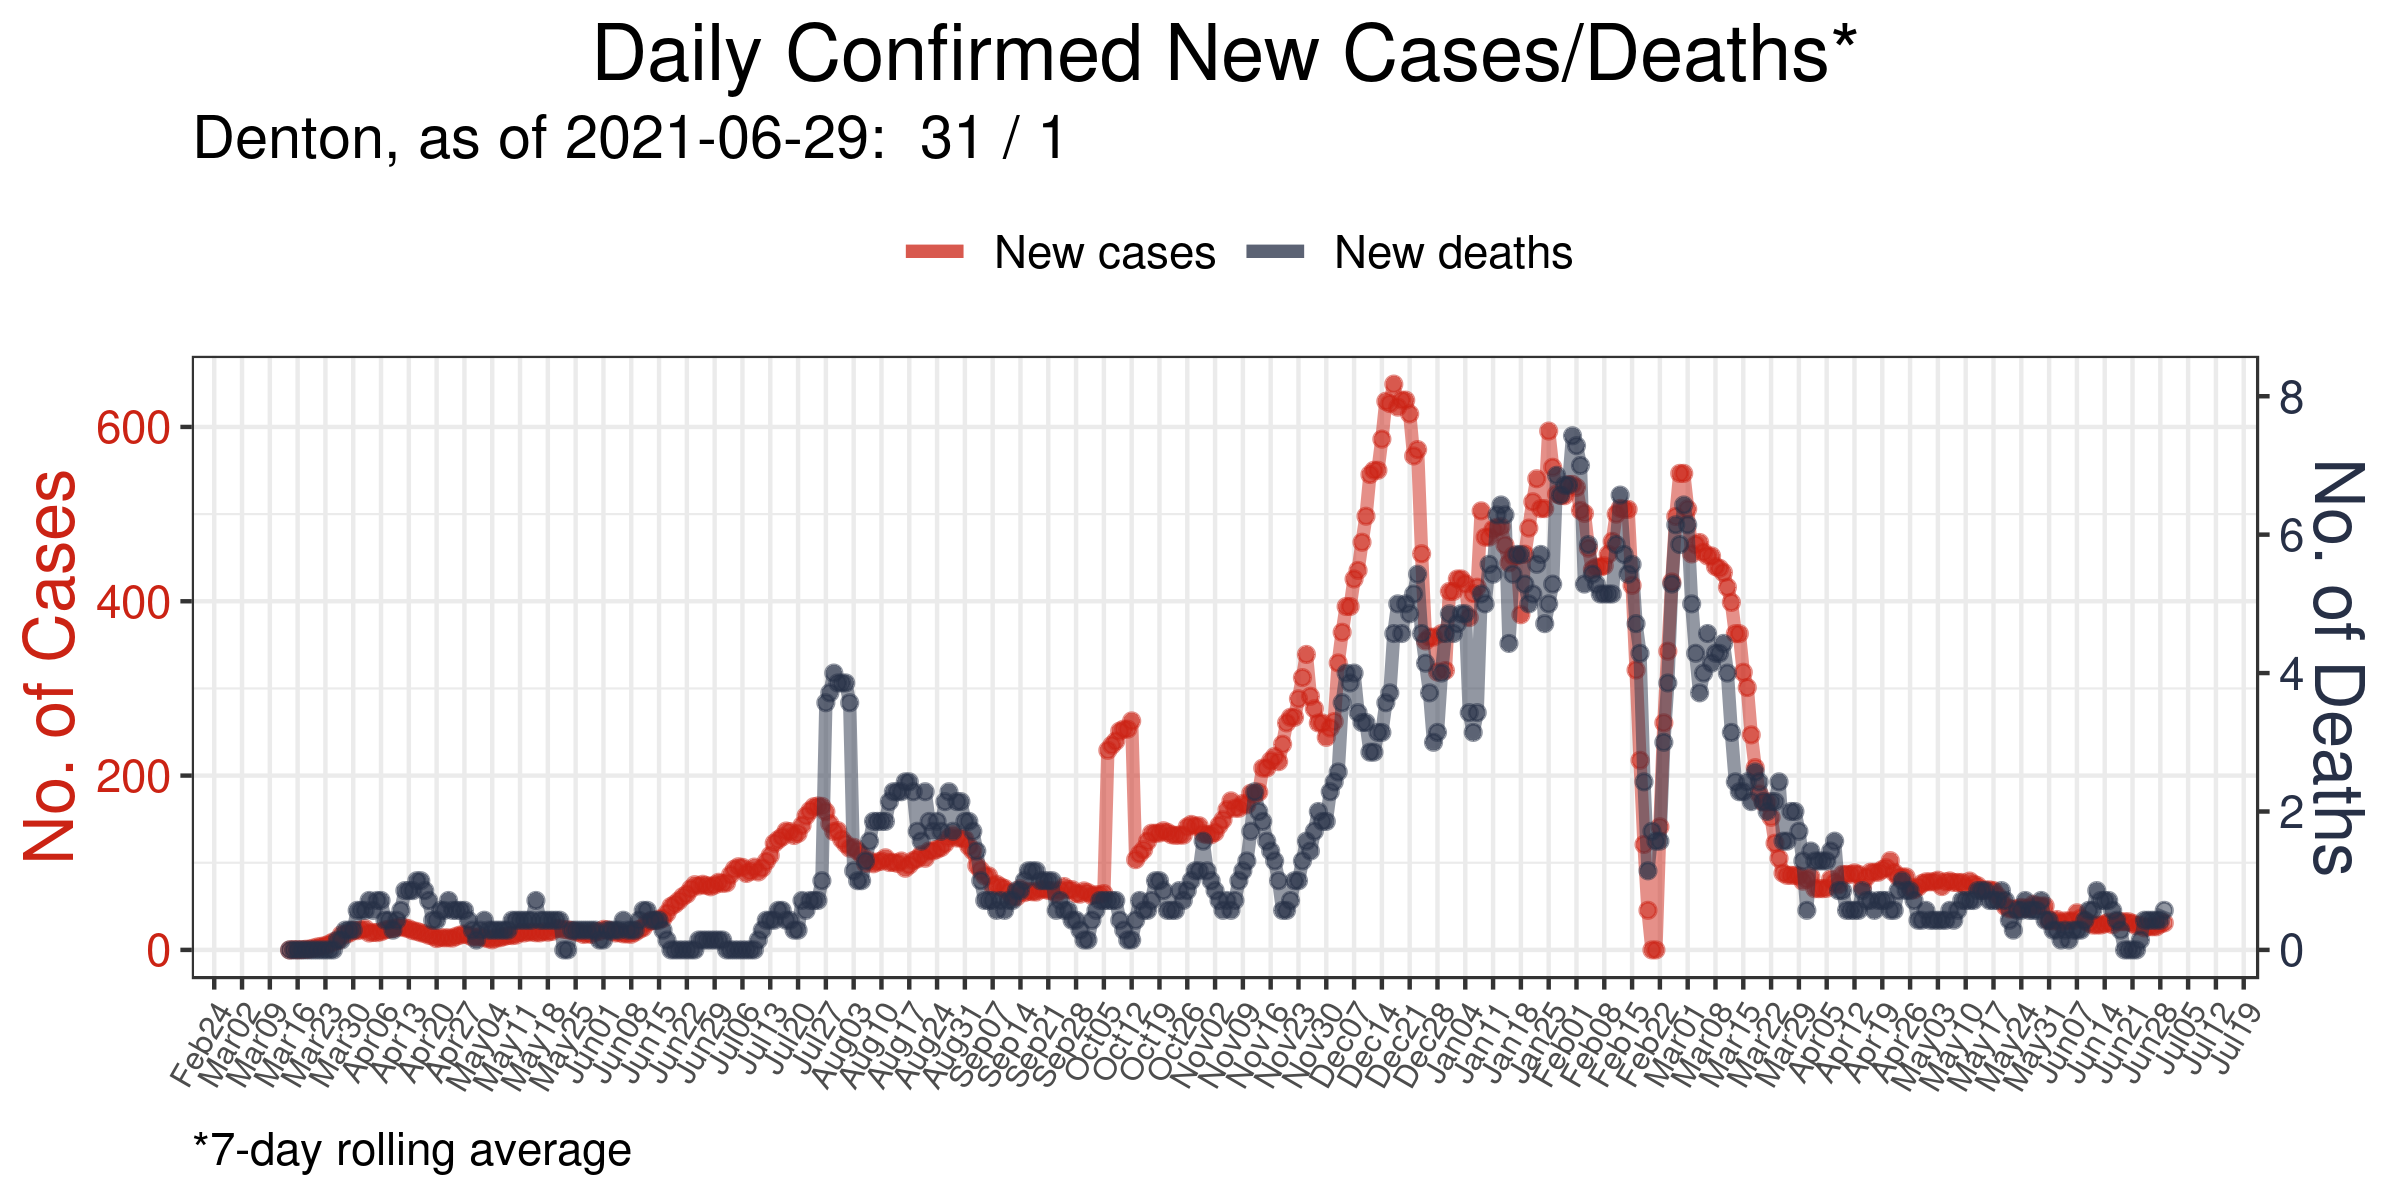 Daily Confirmed New Cases/Deaths*
Denton, as of 2021-06-29:  31 / 1
New cases
New deaths
No. of Cases
600
400
200
0
8
6
4
2
0
No. of Deaths
Feb24
Mar02
Mar09
Mar16
Mar23
Mar30
Apr06
Apr13
Apr20
Apr27
May04
May11
May18
May25
Jun01
Jun08
Jun15
Jun22
Jun29
Jul06
Jul13
Jul20
Jul27
Aug03
Aug10
Aug17
Aug24
Aug31
Sep07
Sep14
Sep21
Sep28
Oct05
Oct12
Oct19
Oct26
Nov02
Nov09
Nov16
Nov23
Nov30
Dec07
Dec14
Dec21
Dec28
Jan04
Jan11
Jan18
Jan25
Feb01
Feb08
Feb15
Feb22
Mar01
Mar08
Mar15
Mar22
Mar29
Apr05
Apr12
Apr19
Apr26
May03
May10
May17
May24
May31
Jun07
Jun14
Jun21
Jun28
Jul05
Jul12
Jul19
*7-day rolling average